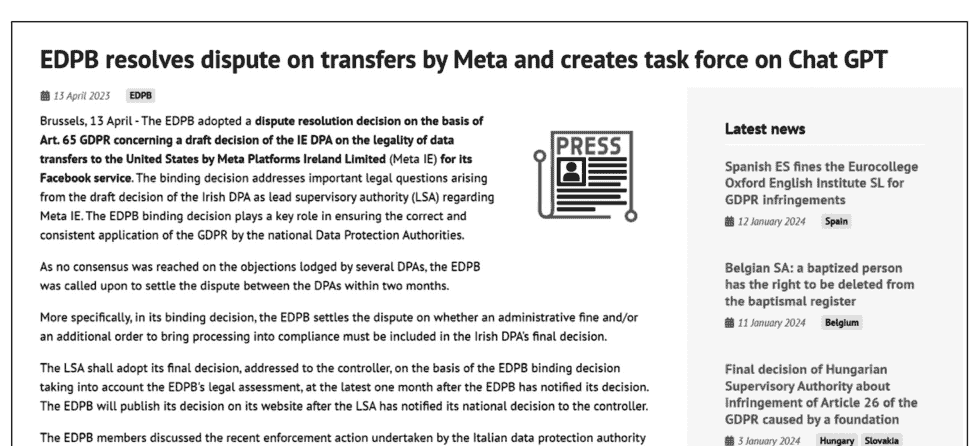 EDPB resolves dispute on transfers by Meta and creates task force on Chat GPT
13 April 2023 EDPB
Brussels, 13 April - The EDPB adopted a dispute resolution decision on the basis of
Art. 65 GDPR concerning a draft decision of the IE DPA on the legality of data
transfers to the United States by Meta Platforms Ireland Limited (Meta IE) for its
Facebook service. The binding decision addresses important legal questions arising
from the draft decision of the Irish DPA as lead supervisory authority (LSA) regarding
Meta IE. The EDPB binding decision plays a key role in ensuring the correct and
consistent application of the GDPR by the national Data Protection Authorities.
As no consensus was reached on the objections lodged by several DPAs, the EDPB
was called upon to settle the dispute between the DPAs within two months.
More specifically, in its binding decision, the EDPB settles the dispute on whether an administrative fine and/or
an additional order to bring processing into compliance must be included in the Irish DPA's final decision.
The LSA shall adopt its final decision, addressed to the controller, on the basis of the EDPB binding decision
taking into account the EDPB's legal assessment, at the latest one month after the EDPB has notified its decision.
The EDPB will publish its decision on its website after the LSA has notified its national decision to the controller.
The EDPB members discussed the recent enforcement action undertaken by the Italian data protection authority
PRESS
Latest news
Spanish ES fines the Eurocollege
Oxford English Institute SL for
GDPR infringements
12 January 2024 Spain
Belgian SA: a baptized person
has the right to be deleted from
the baptismal register
11 January 2024 Belgium
Final decision of Hungarian
Supervisory Authority about
infringement of Article 26 of the
GDPR caused by a foundation
3 January 2024 Hungary Slovakia